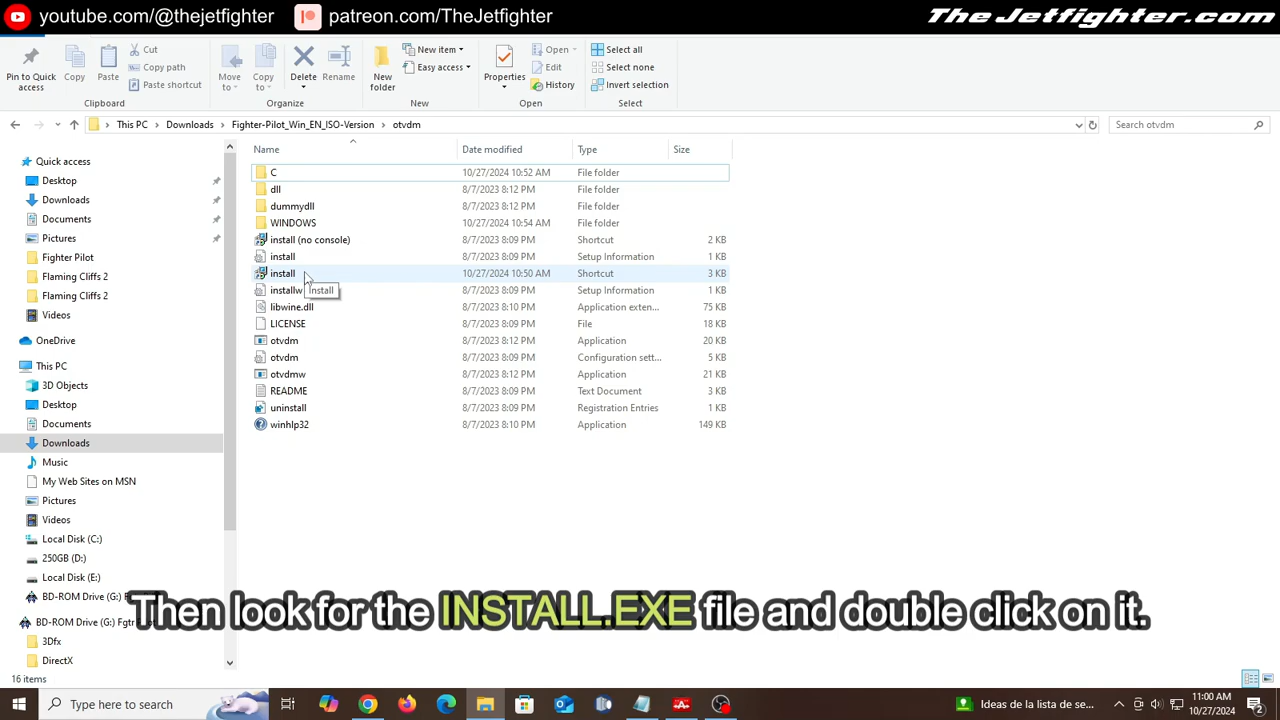 youtube.com/@thejetfighter
patreon.com/TheJetfighter
TheJetfighter.com
Pin to Quick access
Copy
Paste
Cut
Copy path
Paste shortcut
Clipboard
Move to
Copy to
Delete
Rename
Organize
New folder
New item
Easy access
New
Properties
Open
Edit
History
Open
Select all
Select none
Invert selection
Select
This PC > Downloads > Fighter-Pilot_Win_EN_ISO-Version > otvdm
Search otvdm
Quick access
Desktop
Downloads
Documents
Pictures
Fighter Pilot
Flaming Cliffs 2
Flaming Cliffs 2
Videos
OneDrive
This PC
3D Objects
Desktop
Documents
Downloads
Music
My Web Sites on MSN
Pictures
Videos
Local Disk (C:)
250GB (D:)
Local Disk (E:)
BD-ROM Drive (G:) F
BD-ROM Drive (G:) Fgtr
3Dfx
DirectX
Name Date modified Type Size
C 10/27/2024 10:52 AM File folder
dll 8/7/2023 8:12 PM File folder
dummydll 8/7/2023 8:12 PM File folder
WINDOWS 10/27/2024 10:54 AM File folder
install (no console) 8/7/2023 8:09 PM Shortcut 2 KB
install 8/7/2023 8:09 PM Setup Information 1 KB
install 10/27/2024 10:50 AM Shortcut 3 KB
installw 8/7/2023 8:09 PM Setup Information 1 KB
Install
libwine.dll 8/7/2023 8:10 PM Application exten... 75 KB
LICENSE 8/7/2023 8:09 PM File 18 KB
otvdm 8/7/2023 8:12 PM Application 20 KB
otvdm 8/7/2023 8:09 PM Configuration sett... 5 KB
otvdmw 8/7/2023 8:12 PM Application 21 KB
README 8/7/2023 8:09 PM Text Document 3 KB
uninstall 8/7/2023 8:09 PM Registration Entries 1 KB
winhlp32 8/7/2023 8:10 PM Application 149 KB
Then look for the INSTALL.EXE file and double click on it.
16 items
Type here to search
Ideas de la lista de se...
11:00 AM
10/27/2024
2